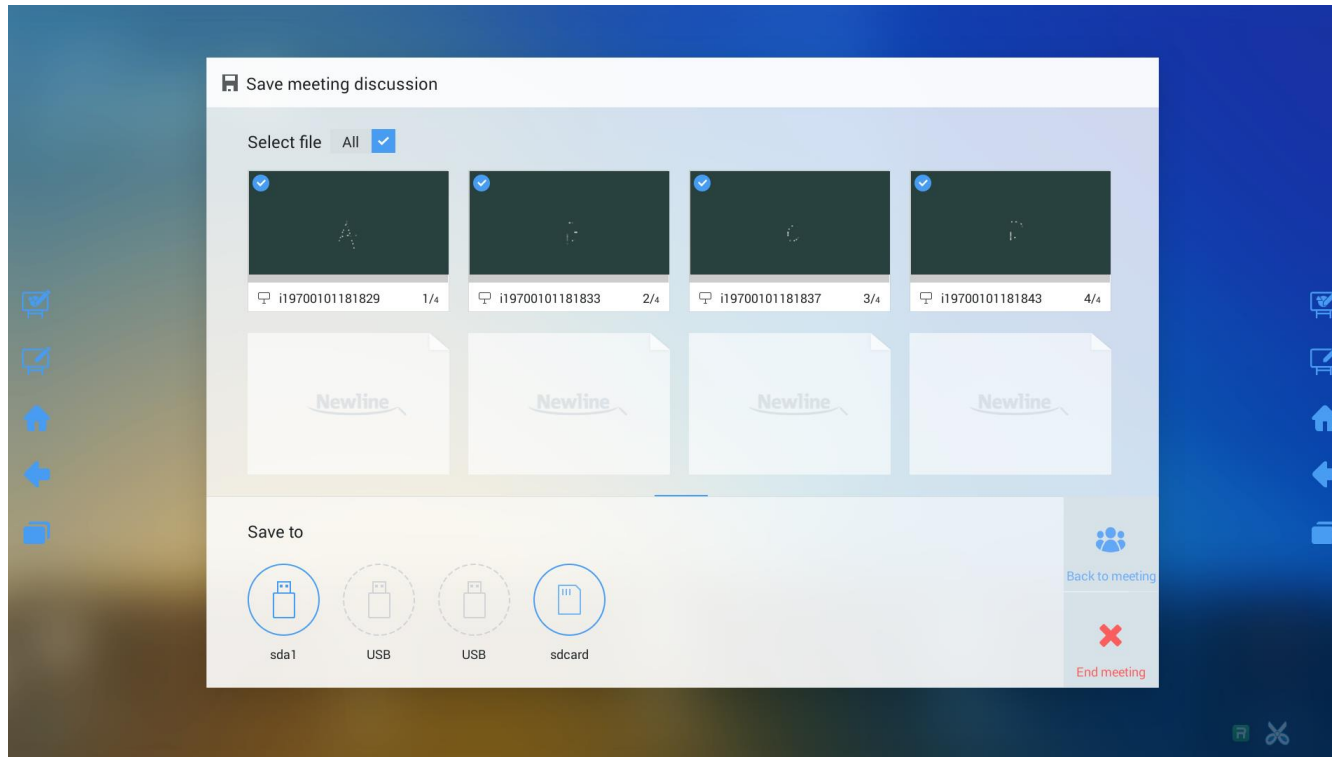 Save meeting discussion
Select file All
A
C
i19700101181829 1/4
i19700101181833 2/4
i19700101181837 3/4
i19700101181843 4/4
Newline Newline Newline Newline
Save to
sda1 USB USB sdcard
Back to meeting
End meeting